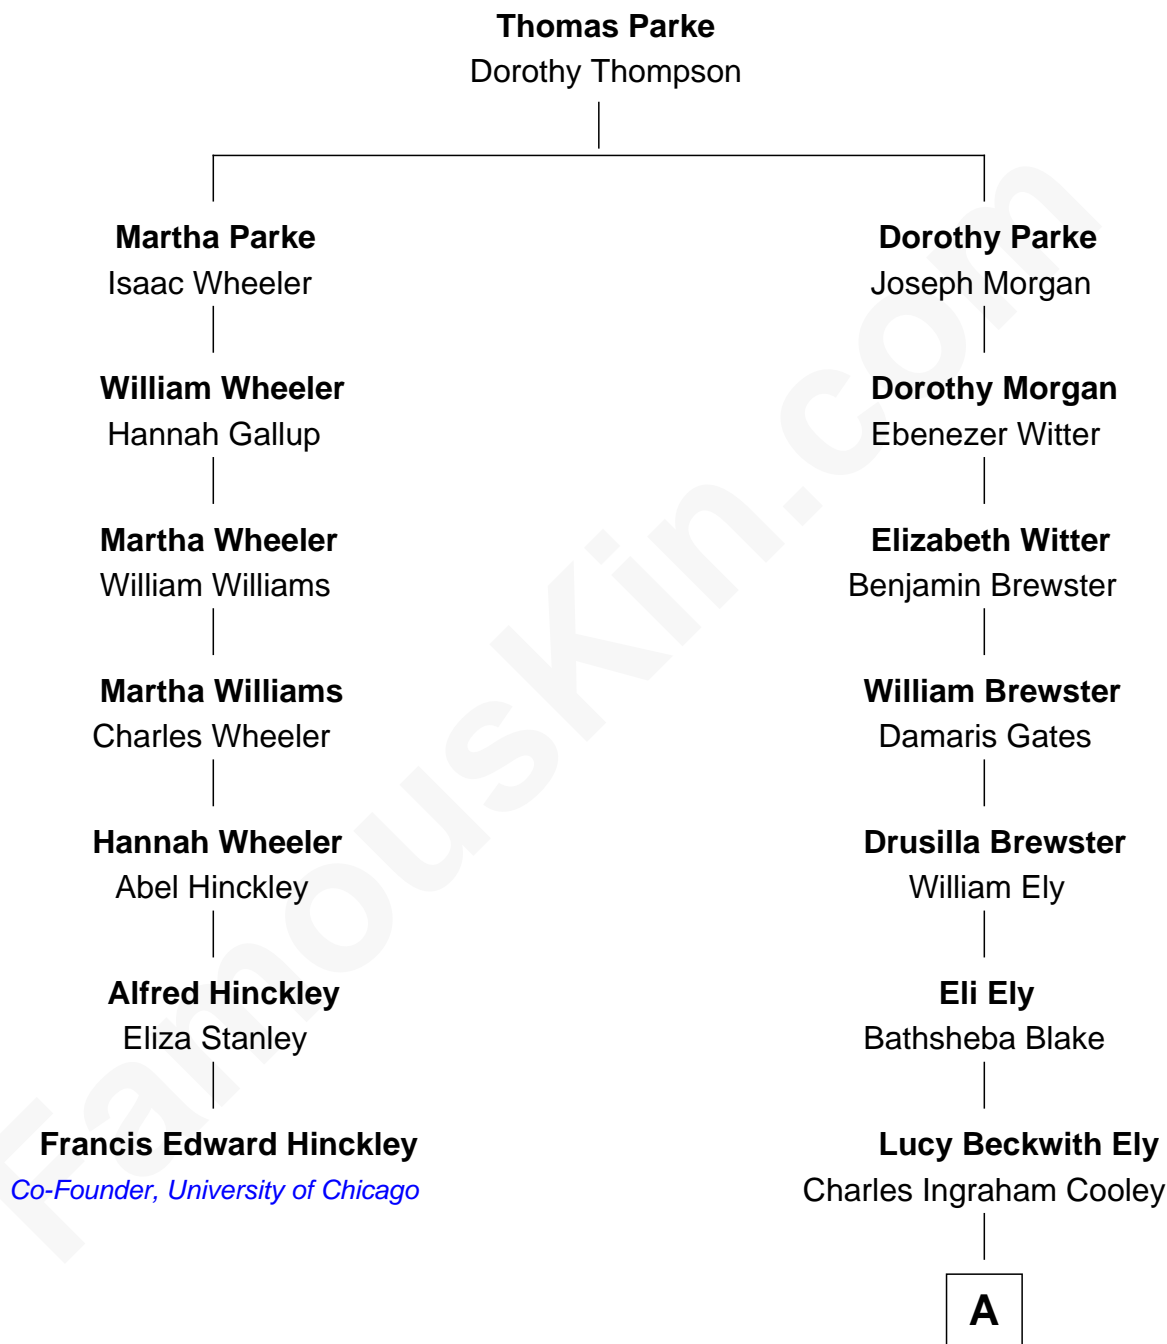 Thomas Parke
Dorothy Thompson
Martha Parke
Isaac Wheeler
Dorothy Parke
Joseph Morgan
William Wheeler
Hannah Gallup
Dorothy Morgan
Ebenezer Witter
Martha Wheeler
William Williams
Elizabeth Witter
Benjamin Brewster
Martha Williams
Charles Wheeler
William Brewster
Damaris Gates
Hannah Wheeler
Abel Hinckley
Drusilla Brewster
William Ely
Alfred Hinckley
Eliza Stanley
Eli Ely
Bathsheba Blake
Francis Edward Hinckley
Co-Founder, University of Chicago
Lucy Beckwith Ely
Charles Ingraham Cooley
A
FamousKin.com